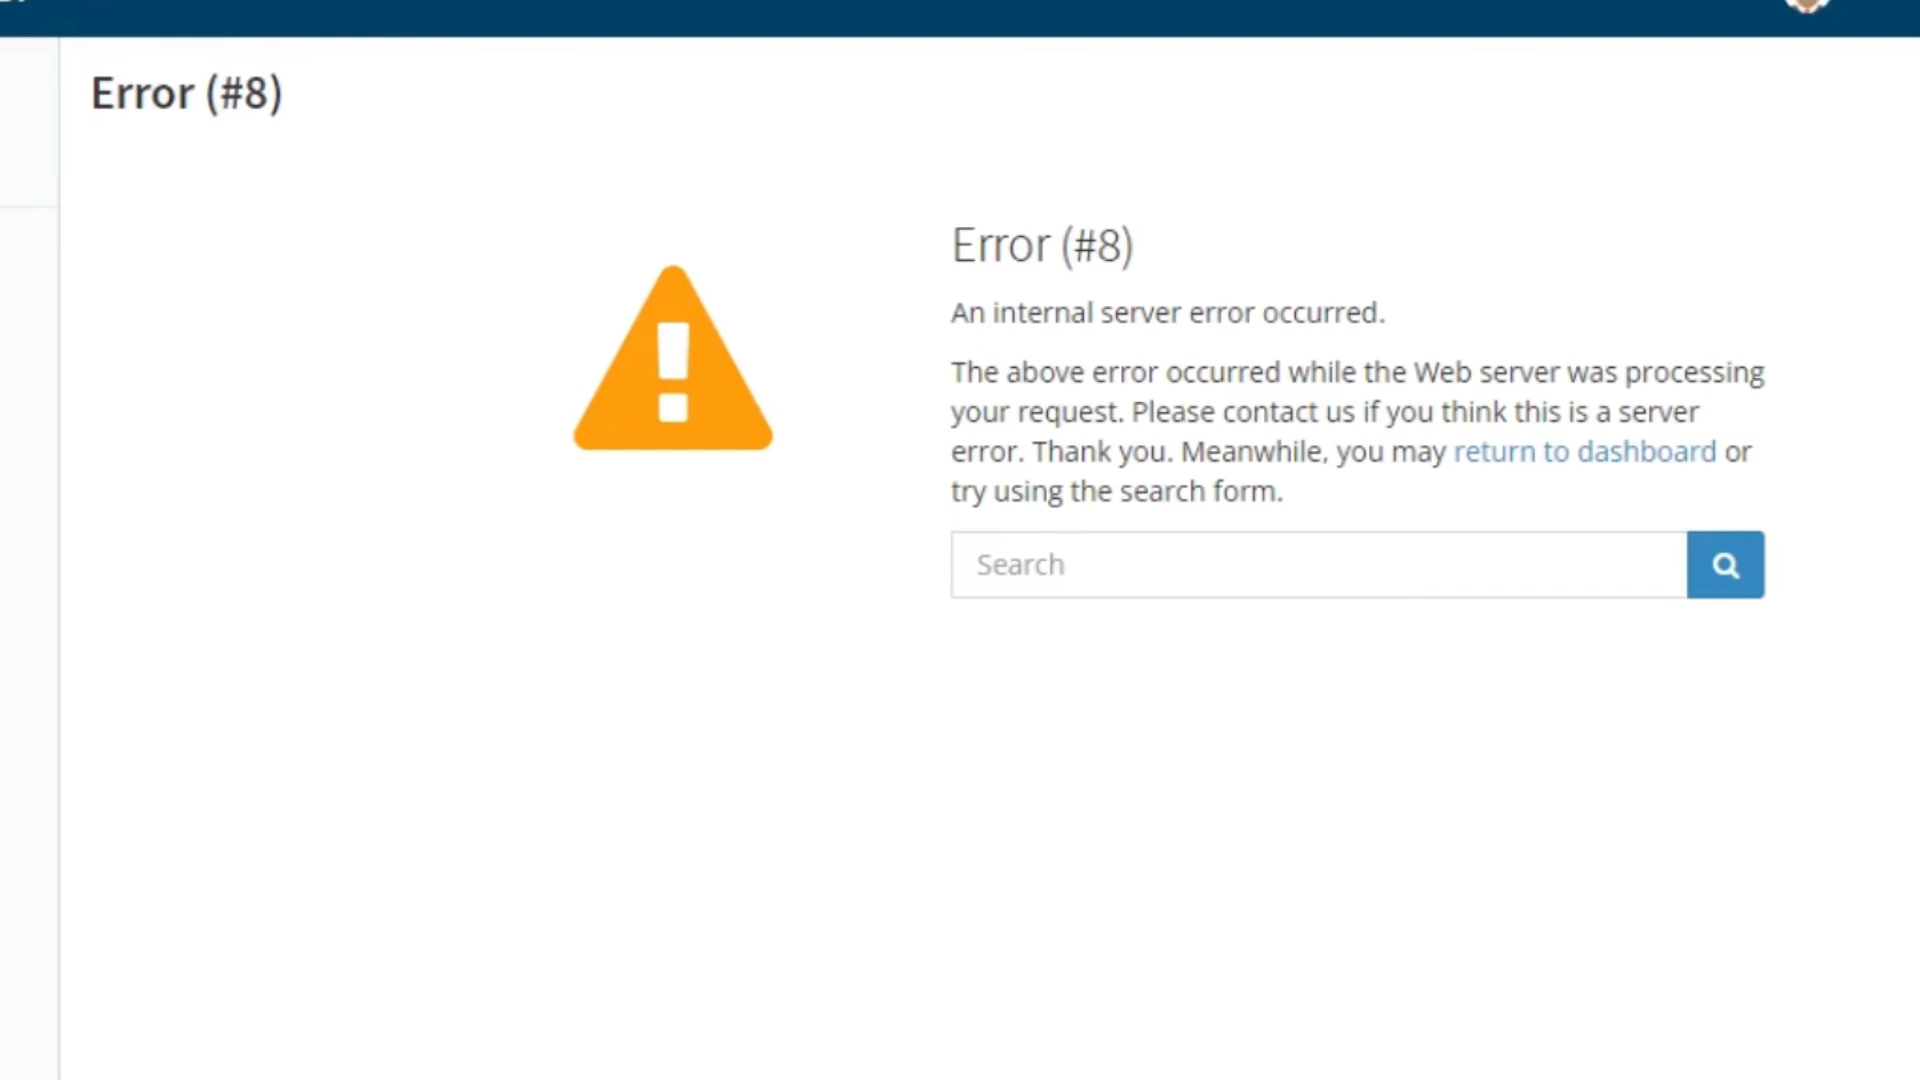 Error (#8)
Error (#8)
An internal server error occurred.
The above error occurred while the Web server was processing
your request. Please contact us if you think this is a server
error. Thank you. Meanwhile, you may return to dashboard or
try using the search form.
Search